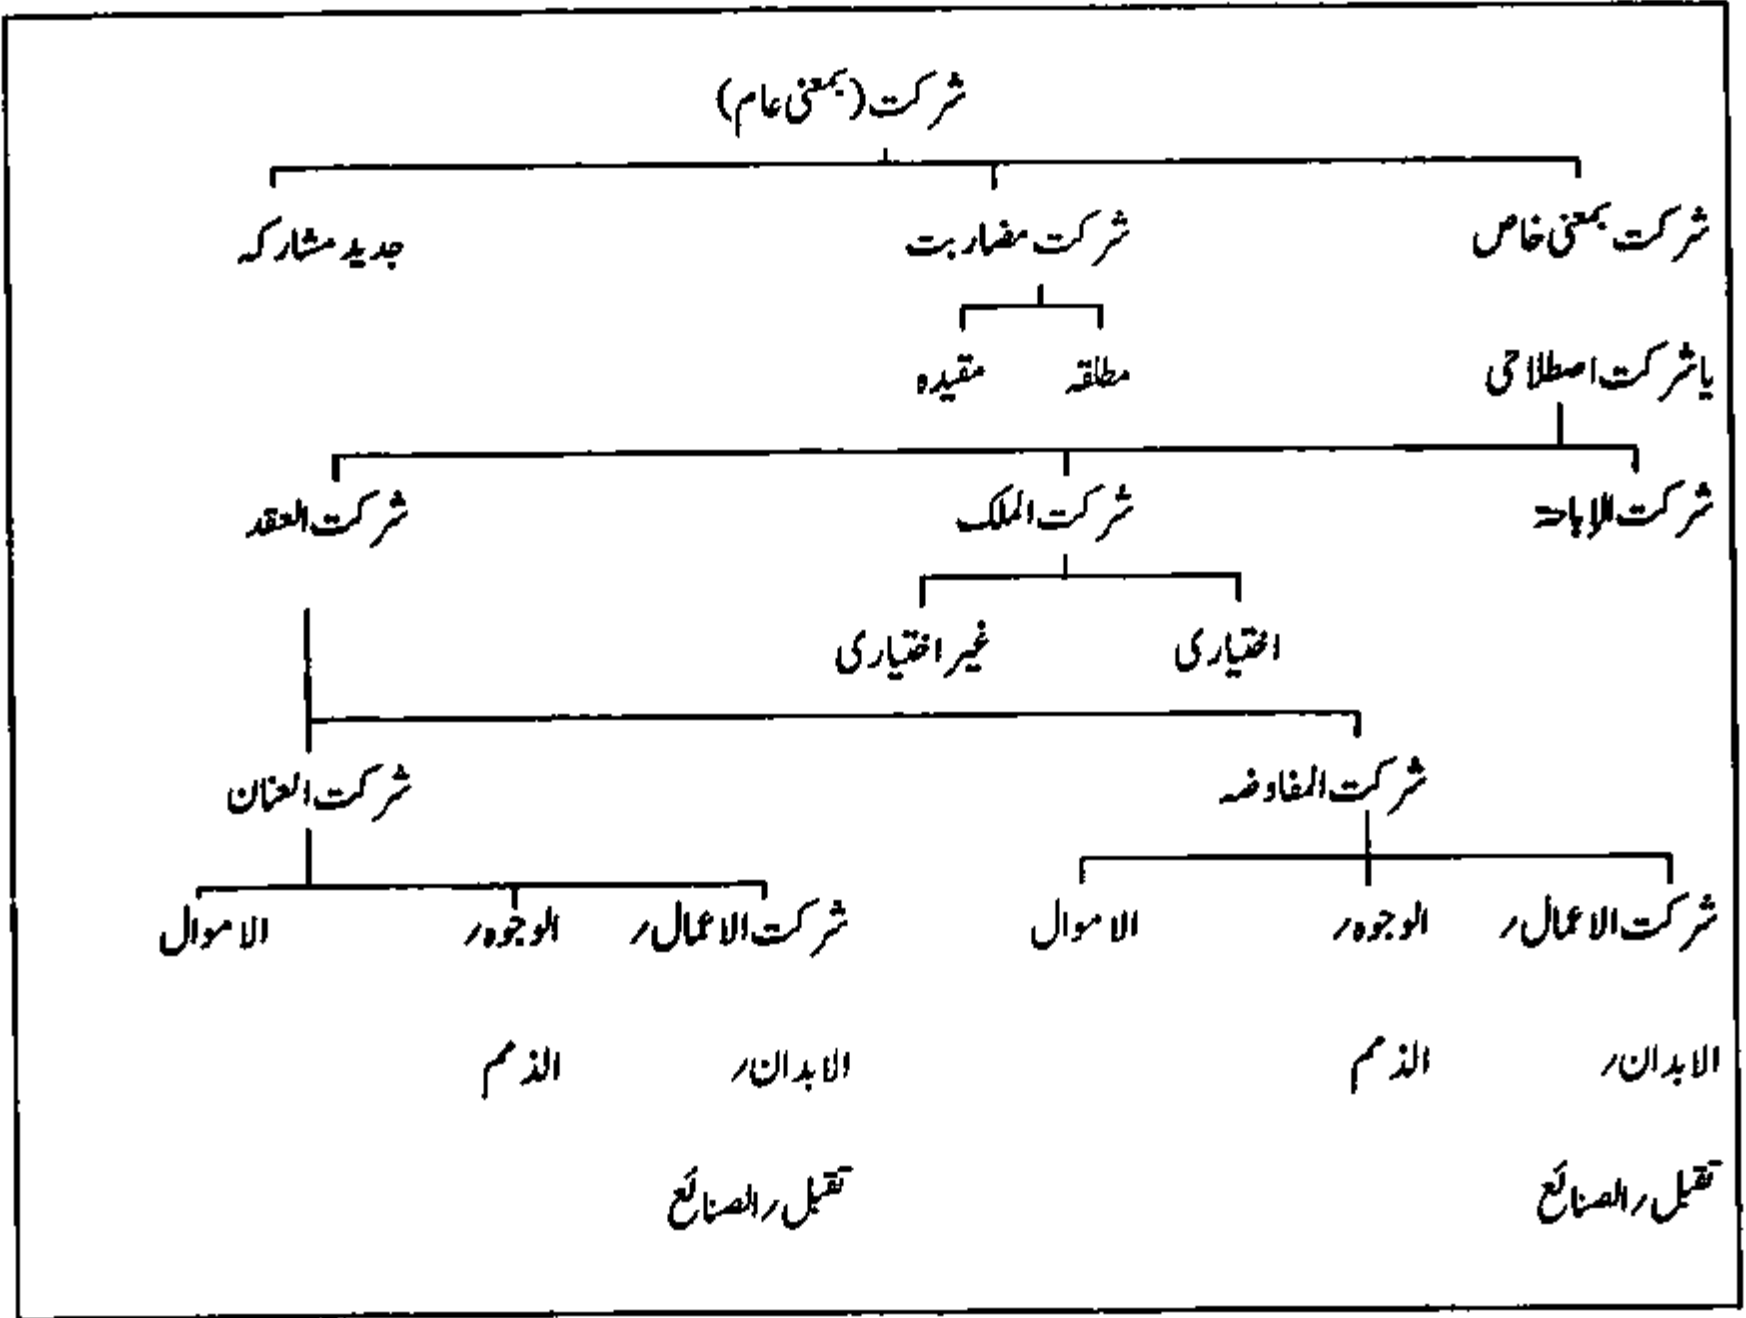 شرکت (بمعنی عام)
شرکت بمعنی خاص شرکت مضاربت جدید مشارکہ
یا شرکت اصطلاحی مطلقہ مقیدہ
شرکت الاباحۃ شرکت الملک شرکت العقد
اختیاری غیر اختیاری
شرکت المفاوضہ شرکت العنان
شرکت الاعمال / الوجوہ / الاموال شرکت الاعمال / الوجوہ / الاموال
الابدان / الذمم الابدان / الذمم
تقبل / الصنائع تقبل / الصنائع